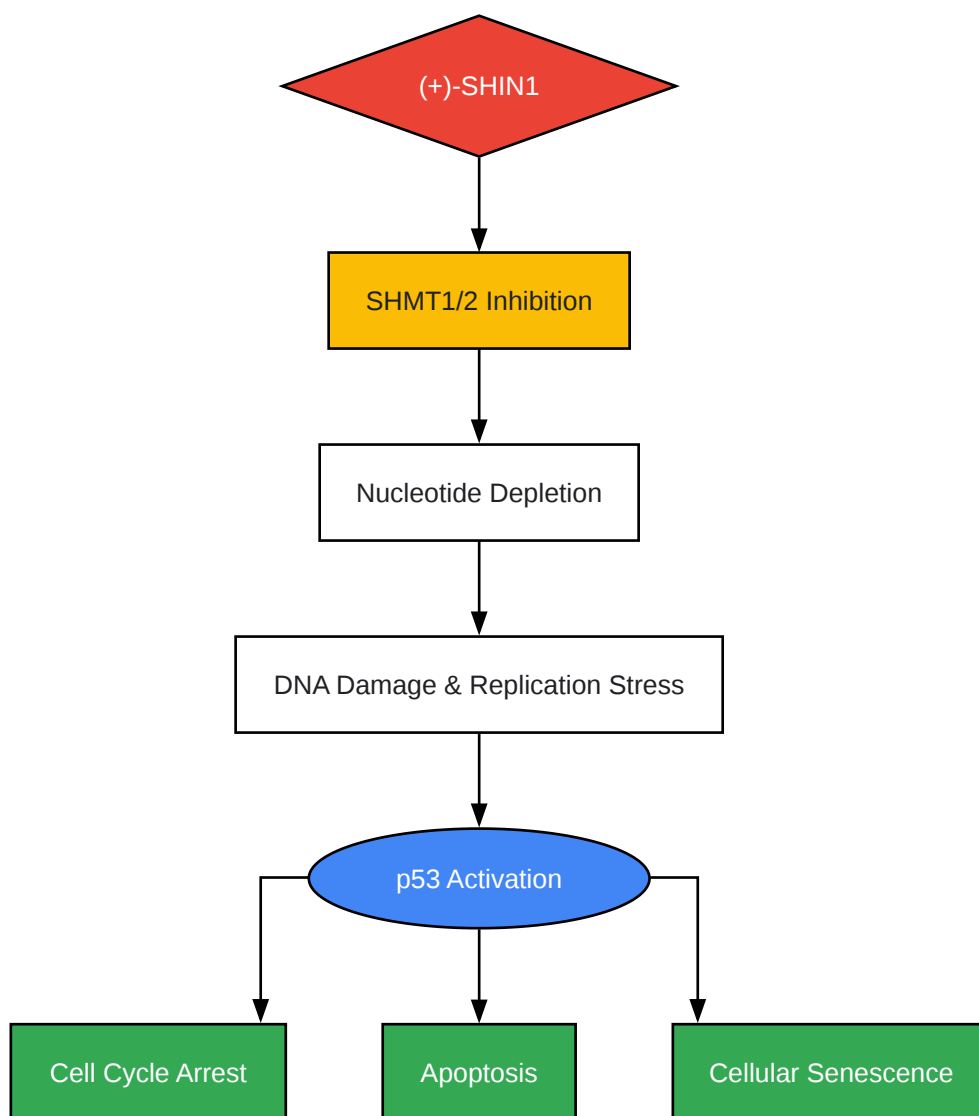 (+)-SHIN1
SHMT1/2 Inhibition
Nucleotide Depletion
DNA Damage & Replication Stress
p53 Activation
Cell Cycle Arrest
Apoptosis
Cellular Senescence